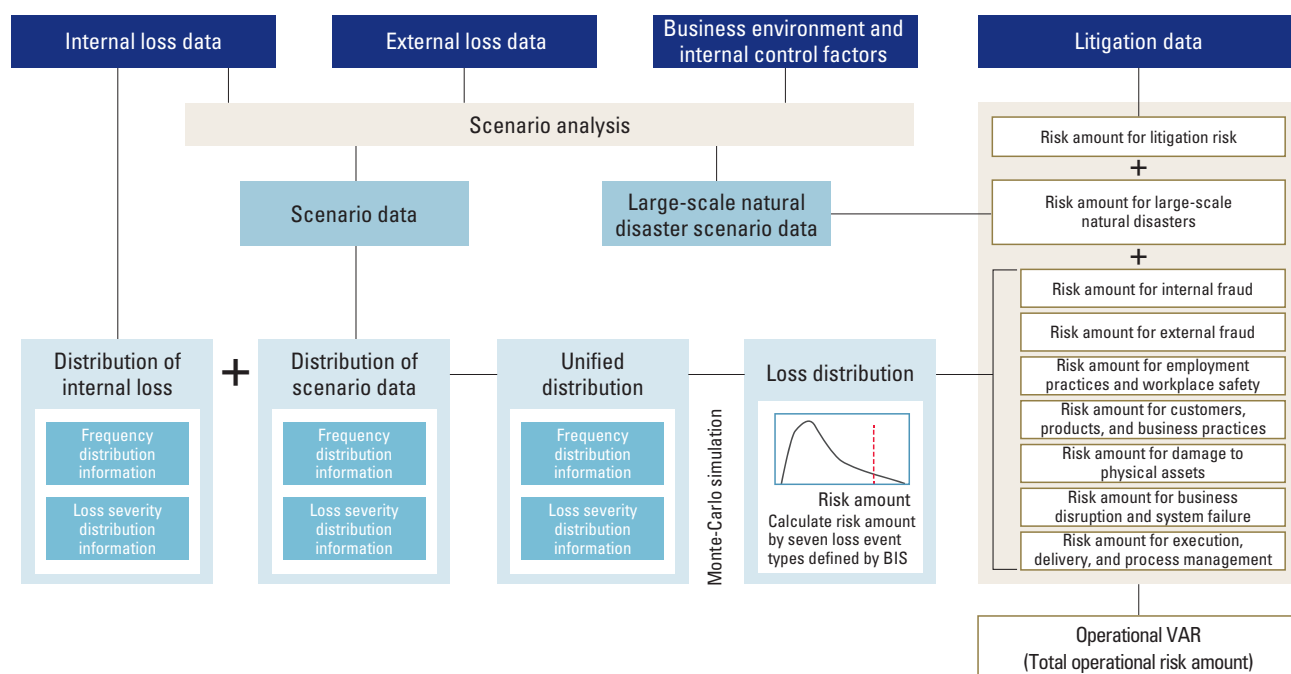 Internal loss data
External loss data
Business environment and
internal control factors
Litigation data
Scenario analysis
Risk amount for litigation risk
+
Scenario data
Large-scale natural
disaster scenario data
Risk amount for large-scale
natural disasters
+
Risk amount for internal fraud
Risk amount for external fraud
Risk amount for employment
practices and workplace safety
Risk amount for customers,
products, and business practices
Risk amount for damage to
physical assets
Risk amount for business
disruption and system failure
Risk amount for execution,
delivery, and process management
Distribution of
internal loss
Frequency
distribution
information
Loss severity
distribution
information
+
Distribution of
scenario data
Frequency
distribution
information
Loss severity
distribution
information
Unified
distribution
Frequency
distribution
information
Loss severity
distribution
information
Monte-Carlo simulation
Loss distribution
Risk amount
Calculate risk amount
by seven loss event
types defined by BIS
Operational VAR
(Total operational risk amount)